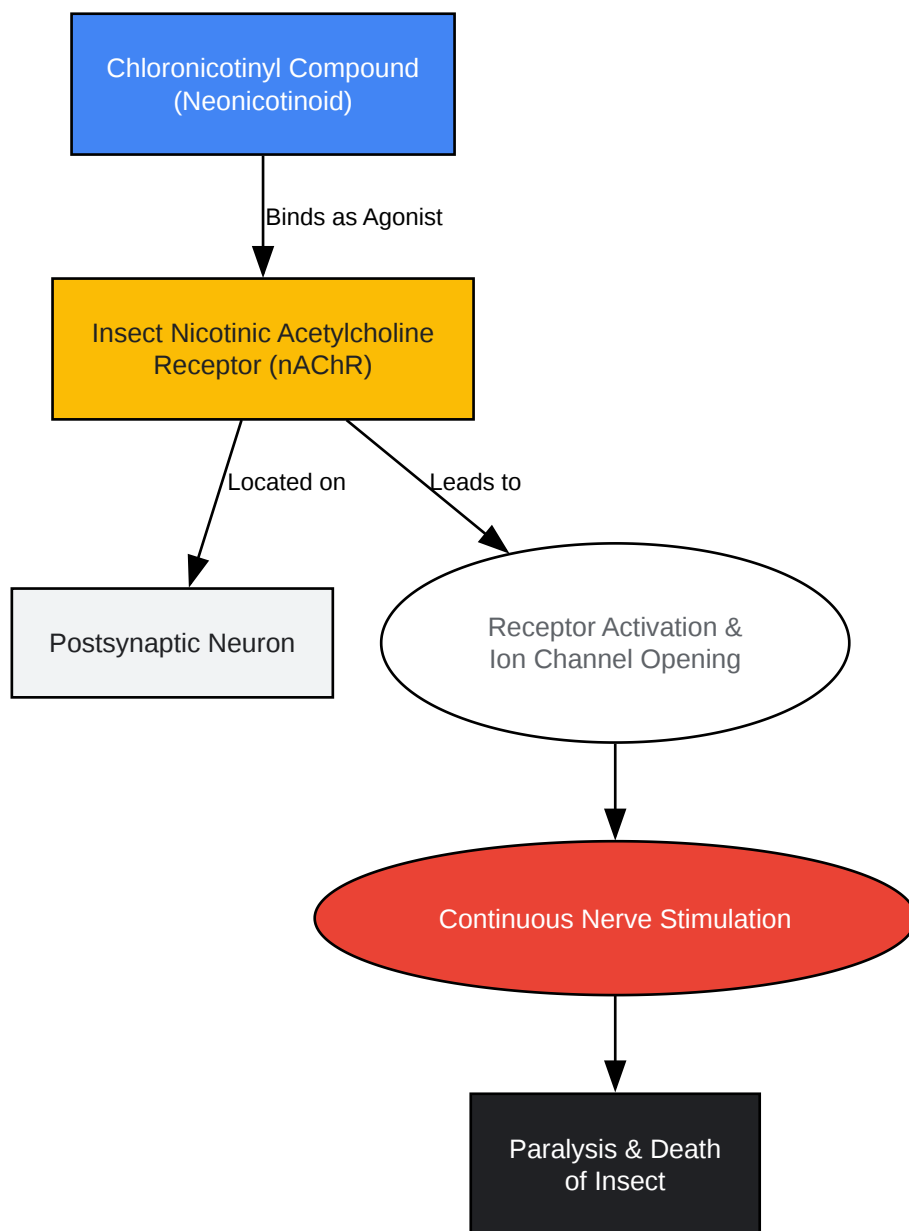 Chloronicotinyl Compound
(Neonicotinoid)
Binds as Agonist
Insect Nicotinic Acetylcholine
Receptor (nAChR)
Located on
Leads to
Postsynaptic Neuron
Receptor Activation &
Ion Channel Opening
Continuous Nerve Stimulation
Paralysis & Death
of Insect